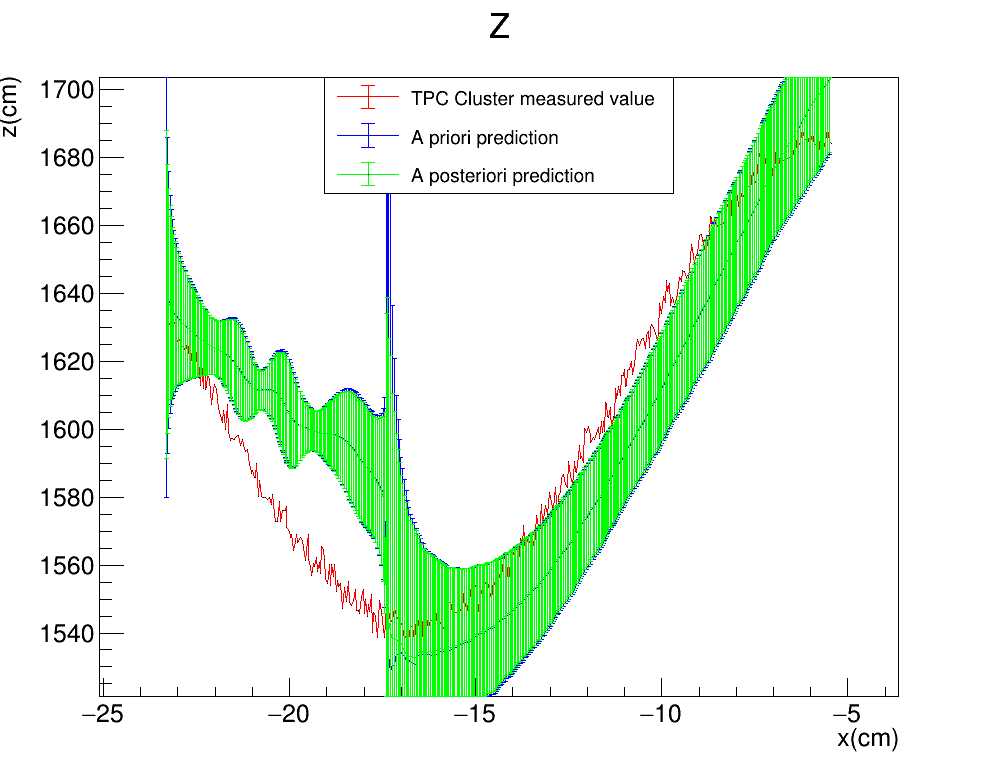 Z
z(cm)
1700
1680
1660
1640
1620
1600
1580
1560
1540
TPC Cluster measured value
A priori prediction
A posteriori prediction
−25
−20
−15
−10
−5
x(cm)